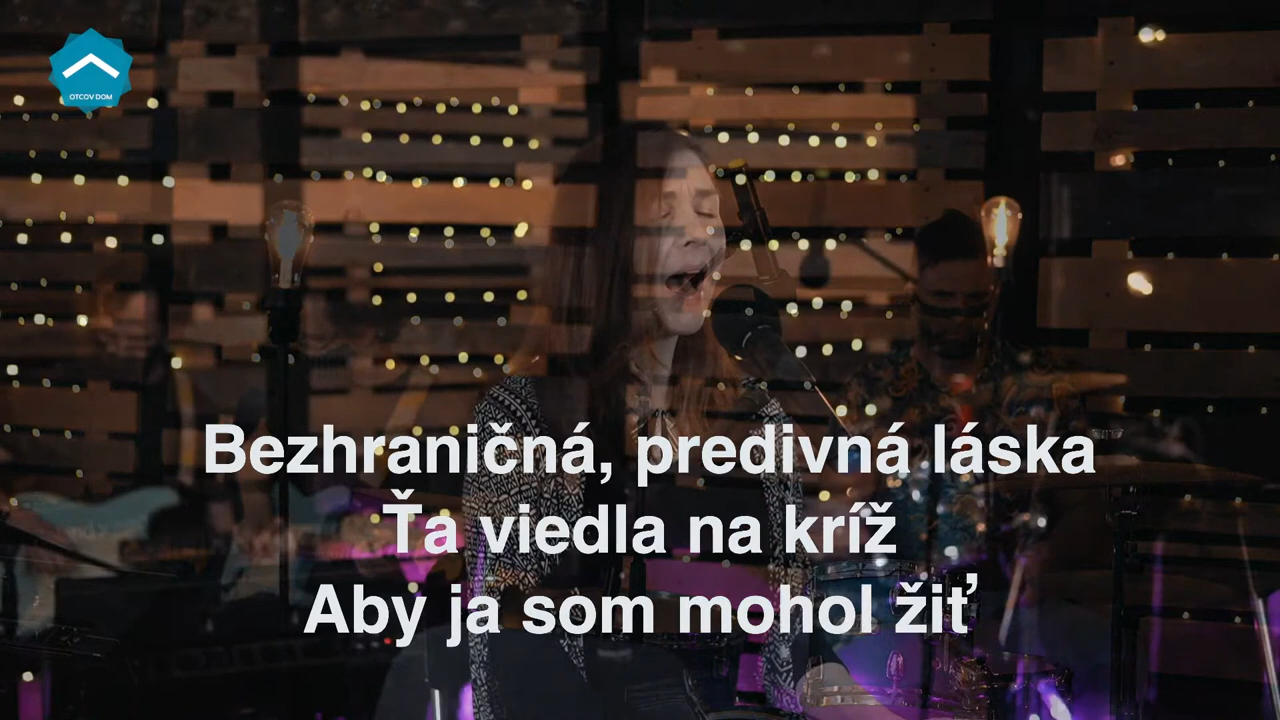 OTCOV DOM
Bezhraničná, predivná láska
Ťa viedla na kríž
Aby ja som mohol žiť